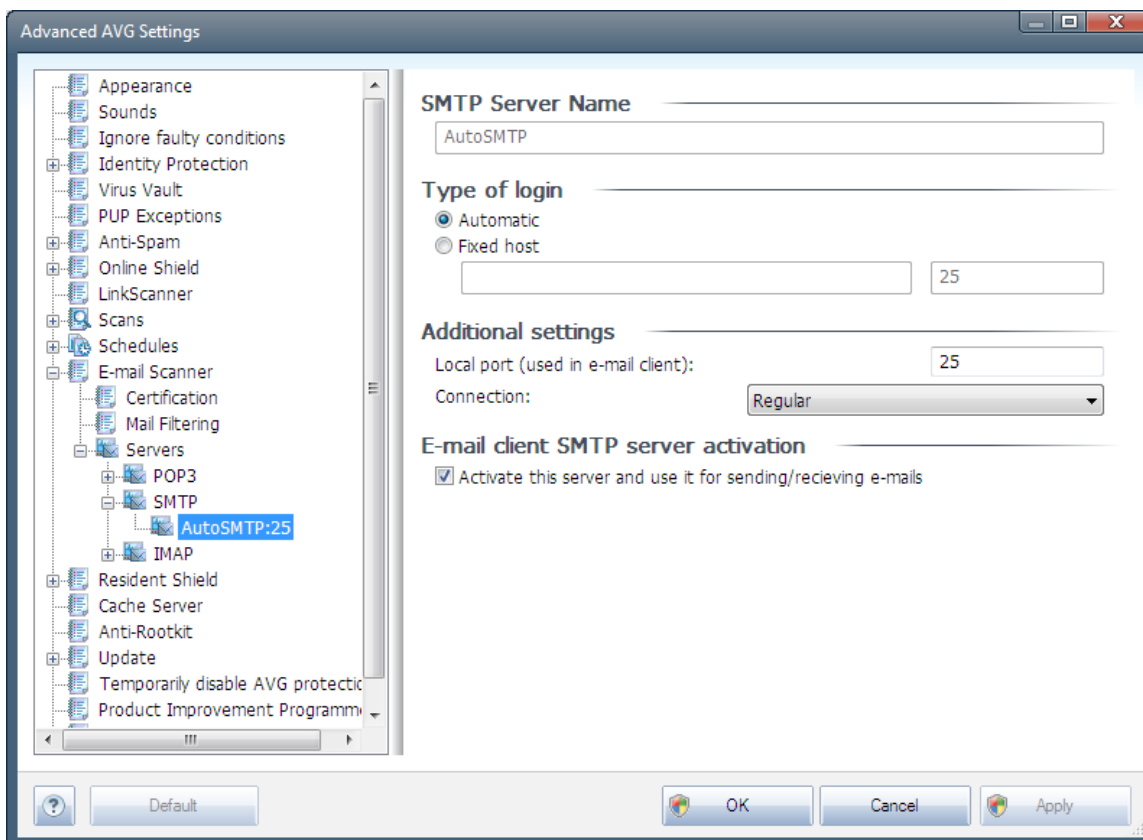 Advanced AVG Settings
Appearance
Sounds
Ignore faulty conditions
Identity Protection
Virus Vault
PUP Exceptions
Anti-Spam
Online Shield
LinkScanner
Scans
Schedules
E-mail Scanner
Certification
Mail Filtering
Servers
POP3
SMTP
AutoSMTP:25
IMAP
Resident Shield
Cache Server
Anti-Rootkit
Update
Temporarily disable AVG protectic
Product Improvement Programm
SMTP Server Name
AutoSMTP
Type of login
Automatic
Fixed host
25
Additional settings
Local port (used in e-mail client): 25
Connection: Regular
E-mail client SMTP server activation
Activate this server and use it for sending/recieving e-mails
? Default OK Cancel Apply